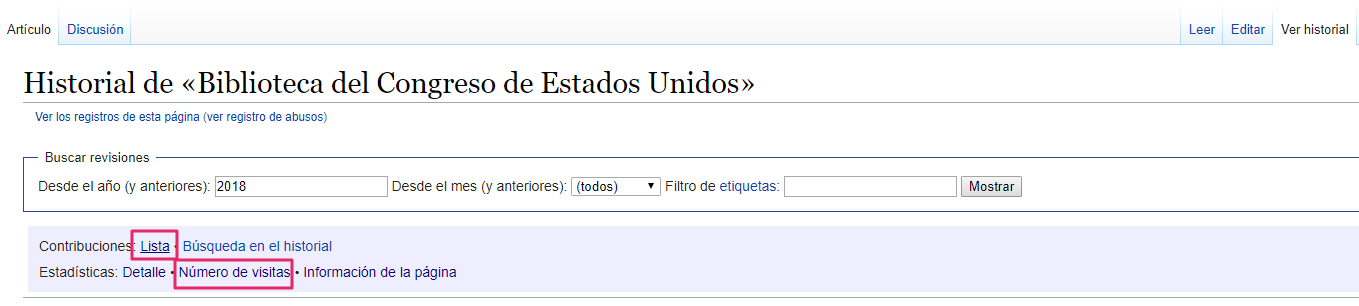 Artículo Discusión Leer Editar Ver historial
Historial de «Biblioteca del Congreso de Estados Unidos»
Ver los registros de esta página (ver registro de abusos)
Buscar revisiones
Desde el año (y anteriores): 2018 Desde el mes (y anteriores): (todos) Filtro de etiquetas: Mostrar
Contribuciones: Lista • Búsqueda en el historial
Estadísticas: Detalle • Número de visitas • Información de la página